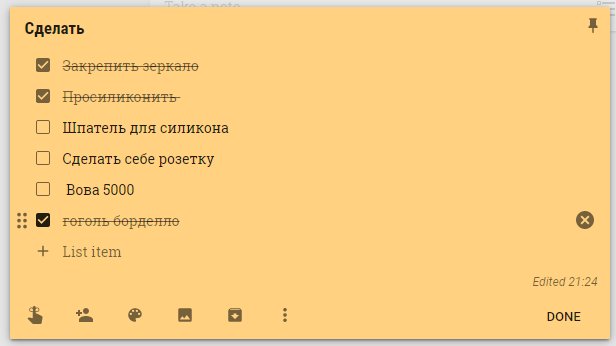 Take a note
Сделать
Закрепить зеркало
Просиликонить
Шпатель для силикона
Сделать себе розетку
Вова 5000
гоголь борделло
List item
Edited 21:24
DONE